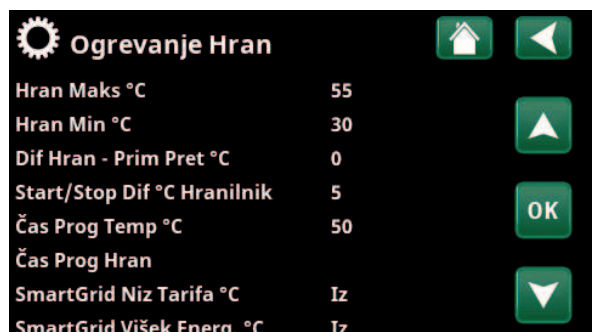 Ogrevanje Hran
Hran Maks °C 55
Hran Min °C 30
Dif Hran - Prim Pret °C 0
Start/Stop Dif °C Hranilnik 5
Čas Prog Temp °C 50
OK
Čas Prog Hran
SmartGrid Niz Tarifa °C Iz
SmartGrid Višek Energ. °C Iz